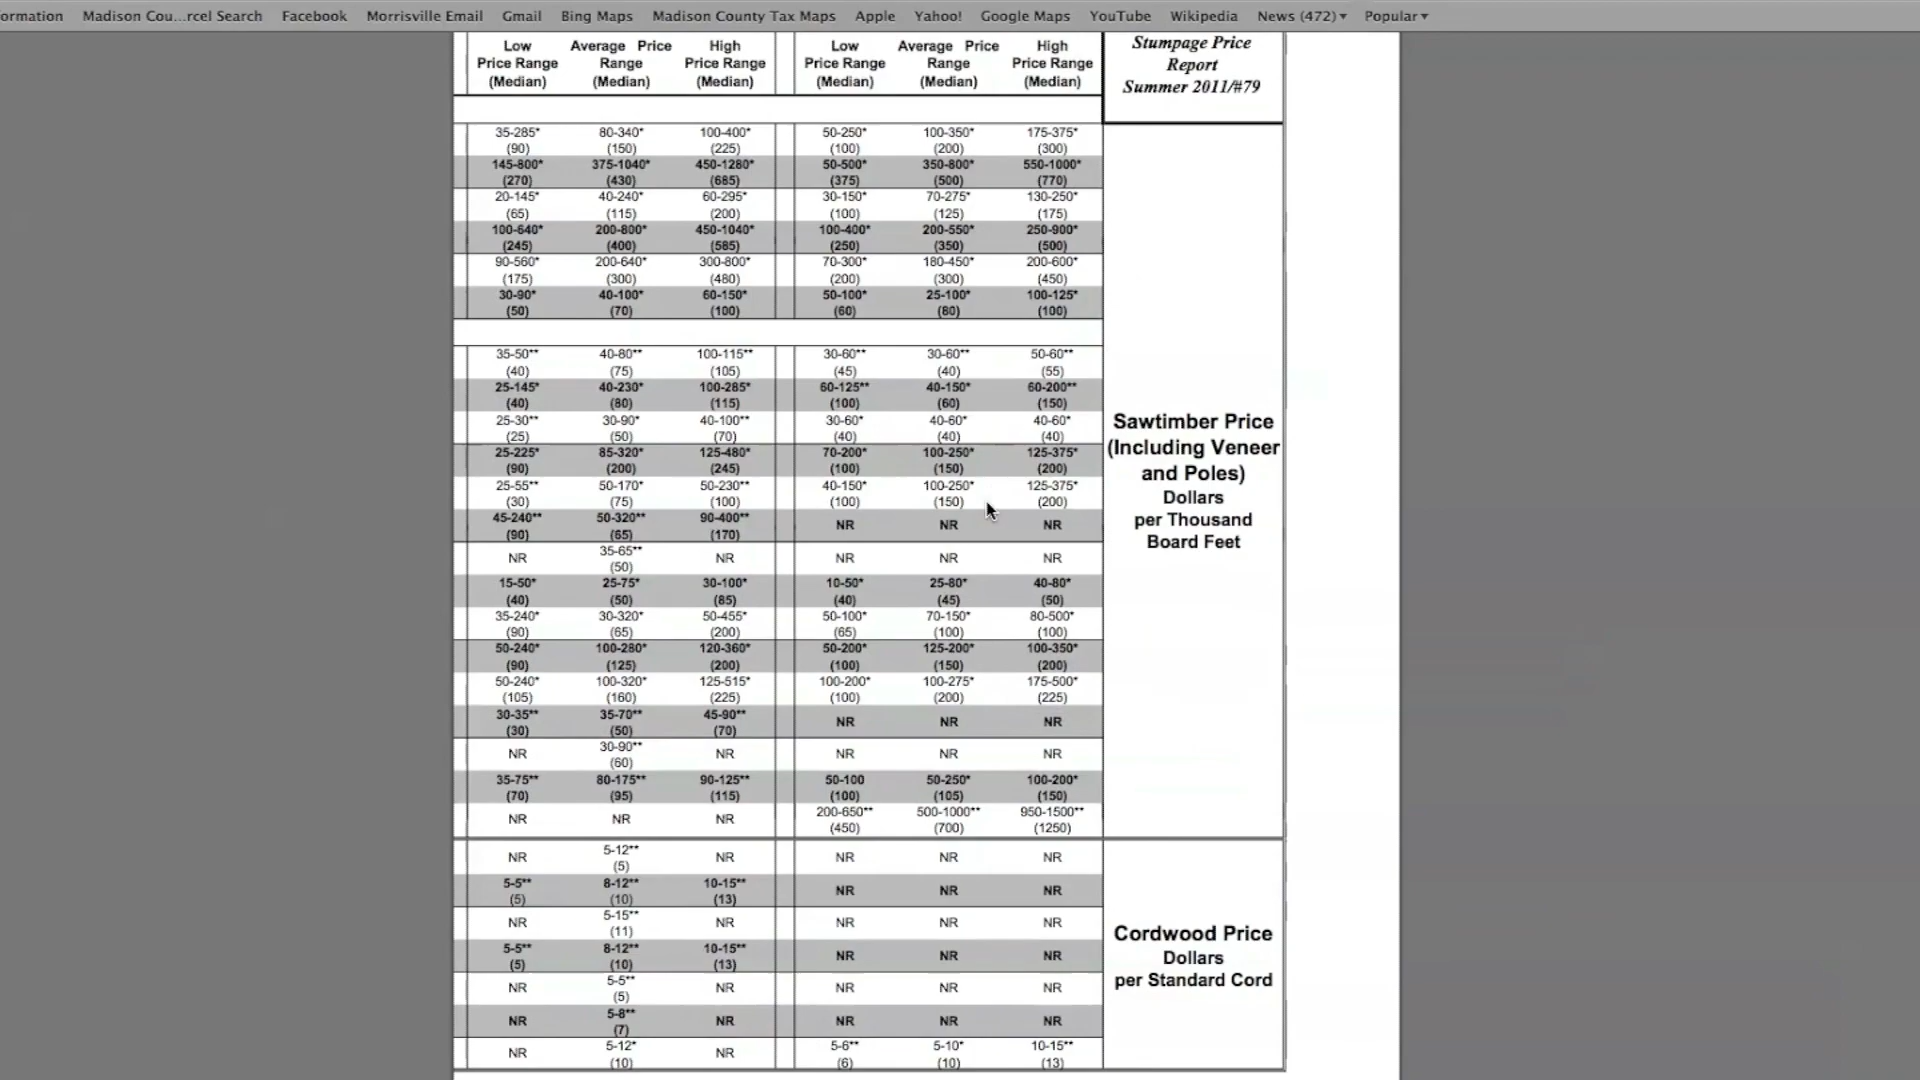 ormation Madison Cou...rcel Search Facebook Morrisville Email Gmail Bing Maps Madison County Tax Maps Apple Yahoo! Google Maps YouTube Wikipedia News (472)▾ Popular▾
Low Average Price High Low Average Price High
Price Range Range Price Range Price Range Range Price Range
(Median) (Median) (Median) (Median) (Median) (Median)
Stumpage Price
Report
Summer 2011/#79
35-285* 80-340* 100-400* 50-250* 100-350* 175-375*
(90) (150) (225) (100) (200) (300)
145-800* 375-1040* 450-1280* 50-500* 350-800* 550-1000*
(270) (430) (685) (375) (500) (770)
20-145* 40-240* 60-295* 30-150* 70-275* 130-250*
(65) (115) (200) (100) (125) (175)
100-640* 200-800* 450-1040* 100-400* 200-550* 250-900*
(245) (400) (585) (250) (350) (500)
90-560* 200-640* 300-800* 70-300* 180-450* 200-600*
(175) (300) (480) (200) (300) (450)
30-90* 40-100* 60-150* 50-100* 25-100* 100-125*
(50) (70) (100) (60) (80) (100)
35-50** 40-80** 100-115** 30-60** 30-60** 50-60**
(40) (75) (105) (45) (40) (55)
25-145* 40-230* 100-285* 60-125** 40-150* 60-200**
(40) (80) (115) (100) (60) (150)
25-30** 30-90* 40-100** 30-60* 40-60* 40-60*
(25) (50) (70) (40) (40) (40)
25-225* 85-320* 125-480* 70-200* 100-250* 125-375*
(90) (200) (245) (100) (150) (200)
25-55** 50-170* 50-230** 40-150* 100-250* 125-375*
(30) (75) (100) (100) (150) (200)
45-240** 50-320** 90-400** NR NR NR
(90) (65) (170)
NR 35-65** NR NR NR NR
(50)
15-50* 25-75* 30-100* 10-50* 25-80* 40-80*
(40) (50) (85) (40) (45) (50)
35-240* 30-320* 50-455* 50-100* 70-150* 80-500*
(90) (65) (200) (65) (100) (100)
50-240* 100-280* 120-360* 50-200* 125-200* 100-350*
(90) (125) (200) (100) (150) (200)
50-240* 100-320* 125-515* 100-200* 100-275* 175-500*
(105) (160) (225) (100) (200) (225)
30-35** 35-70** 45-90** NR NR NR
(30) (50) (70)
NR 30-90** NR NR NR NR
(60)
35-75** 80-175** 90-125** 50-100 50-250* 100-200*
(70) (95) (115) (100) (105) (150)
NR NR NR 200-650** 500-1000** 950-1500**
(450) (700) (1250)
Sawtimber Price
(Including Veneer
and Poles)
Dollars
per Thousand
Board Feet
NR 5-12** NR NR NR NR
(5)
5-5** 8-12** 10-15** NR NR NR
(5) (10) (13)
NR 5-15** NR NR NR NR
(11)
5-5** 8-12** 10-15** NR NR NR
(5) (10) (13)
NR 5-5** NR NR NR NR
(5)
NR 5-8** NR NR NR NR
(7)
NR 5-12* NR 5-6** 5-10* 10-15**
(10) (6) (10) (13)
Cordwood Price
Dollars
per Standard Cord